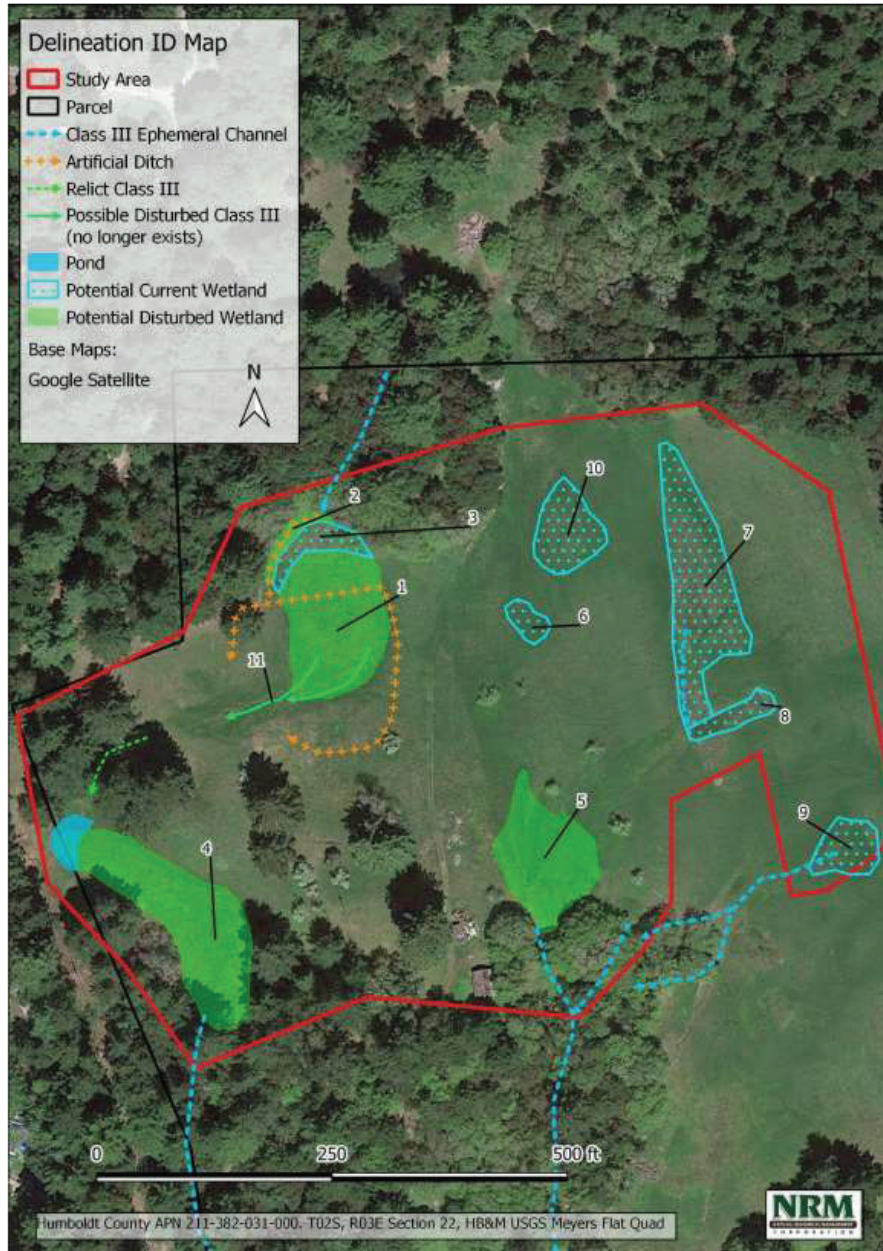 Delineation ID Map
Study Area
Parcel
Class III Ephemeral Channel
Artificial Ditch
Relict Class III
Possible Disturbed Class III
(no longer exists)
Pond
Potential Current Wetland
Potential Disturbed Wetland
Base Maps:
Google Satellite
N
2
3
10
7
1
6
11
8
5
9
4
0
250
500 ft
Humboldt County APN 211-382-031-000. T02S, R03E Section 22, HB&M USGS Meyers Flat Quad
NRM
CORPORATION